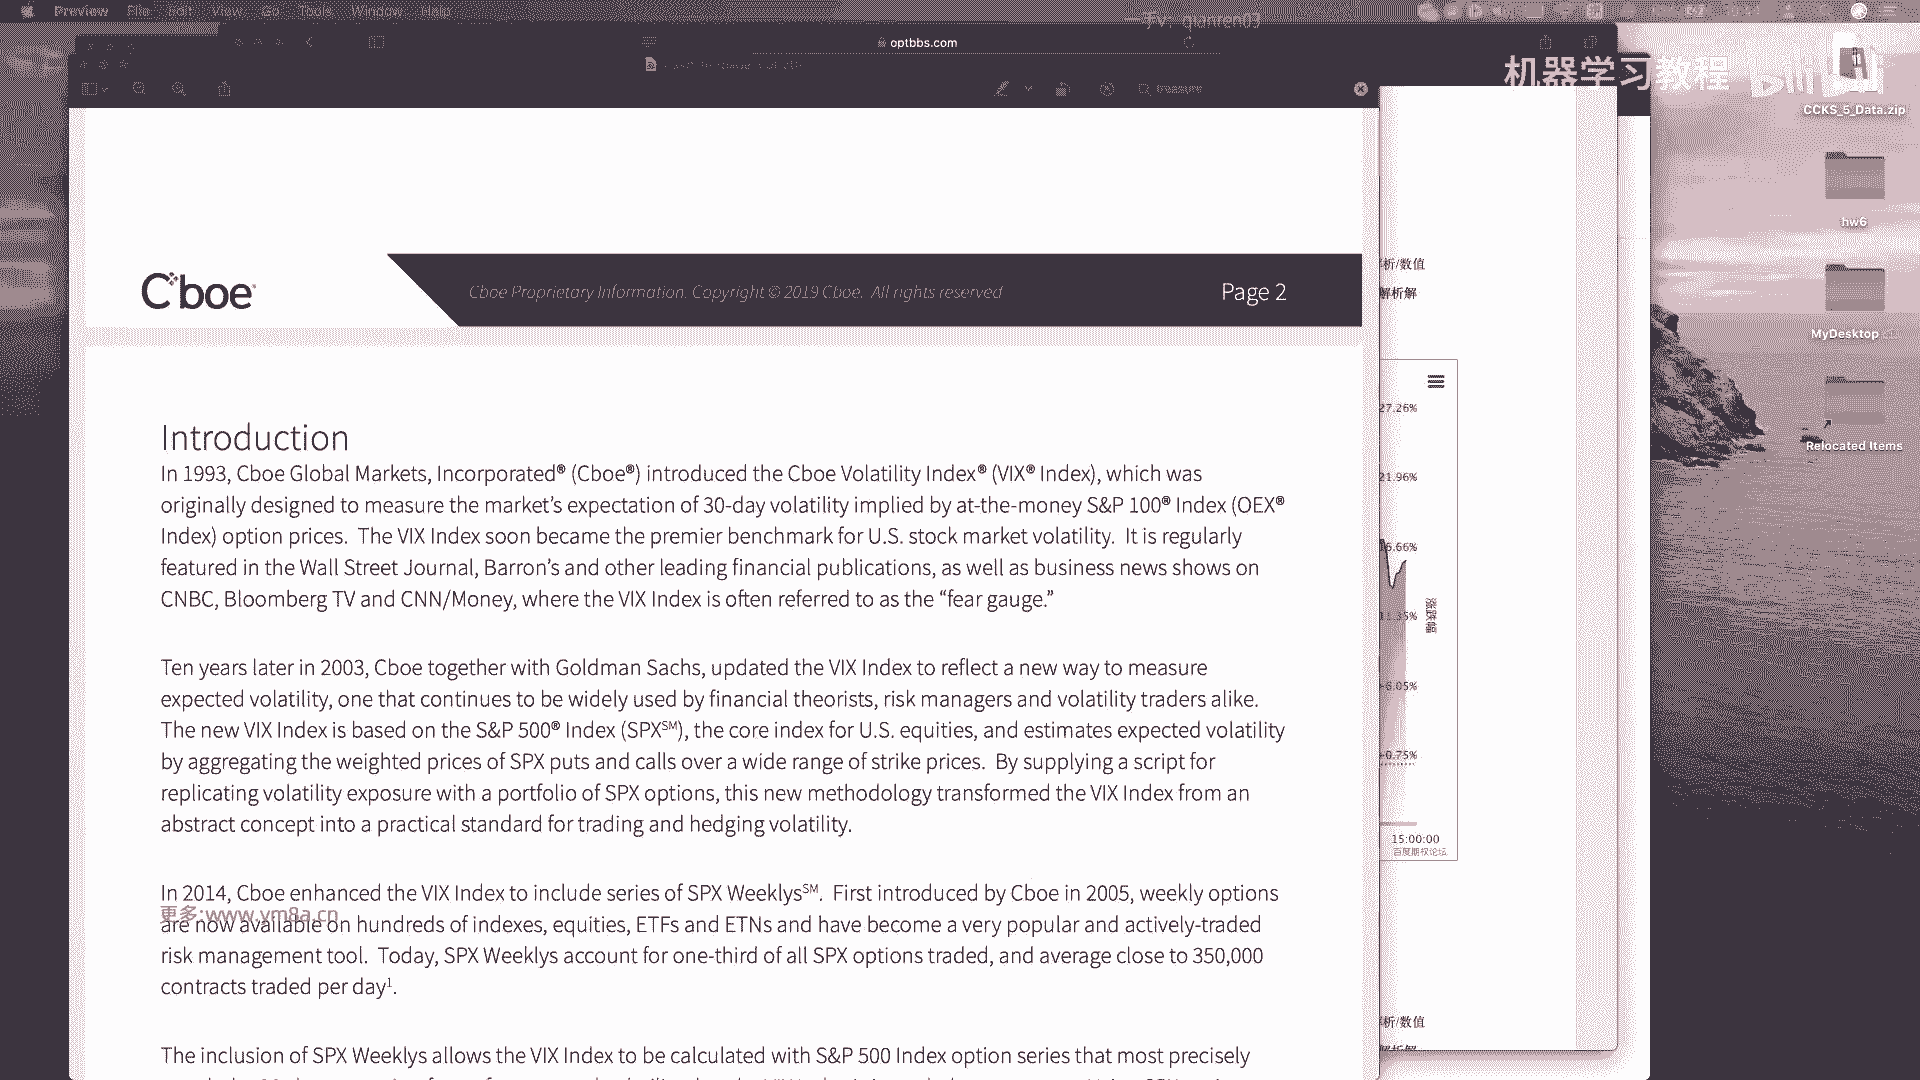 Preview File Edit View Go Tools Window Help
一手v: qianren03
optbbs.com
treasure
机器学习教程 bilibili
CCKS_5_Data.zip
hw6
MyDesktop
Relocated Items
Cboe Cboe Proprietary Information. Copyright © 2019 Cboe. All rights reserved Page 2
Introduction
In 1993, Cboe Global Markets, Incorporated® (Cboe®) introduced the Cboe Volatility Index® (VIX® Index), which was
originally designed to measure the market’s expectation of 30-day volatility implied by at-the-money S&P 100® Index (OEX®
Index) option prices. The VIX Index soon became the premier benchmark for U.S. stock market volatility. It is regularly
featured in the Wall Street Journal, Barron’s and other leading financial publications, as well as business news shows on
CNBC, Bloomberg TV and CNN/Money, where the VIX Index is often referred to as the “fear gauge.”
Ten years later in 2003, Cboe together with Goldman Sachs, updated the VIX Index to reflect a new way to measure
expected volatility, one that continues to be widely used by financial theorists, risk managers and volatility traders alike.
The new VIX Index is based on the S&P 500® Index (SPX℠), the core index for U.S. equities, and estimates expected volatility
by aggregating the weighted prices of SPX puts and calls over a wide range of strike prices. By supplying a script for
replicating volatility exposure with a portfolio of SPX options, this new methodology transformed the VIX Index from an
abstract concept into a practical standard for trading and hedging volatility.
In 2014, Cboe enhanced the VIX Index to include series of SPX Weeklys℠. First introduced by Cboe in 2005, weekly options
更多:www.vm8a.cn
are now available on hundreds of indexes, equities, ETFs and ETNs and have become a very popular and actively-traded
risk management tool. Today, SPX Weeklys account for one-third of all SPX options traded, and average close to 350,000
contracts traded per day¹.
The inclusion of SPX Weeklys allows the VIX Index to be calculated with S&P 500 Index option series that most precisely
析/数值
解析解
27.26%
21.96%
16.66%
11.35%
6.05%
0.75%
涨跌幅
15:00:00
百度期权论坛
析/数值